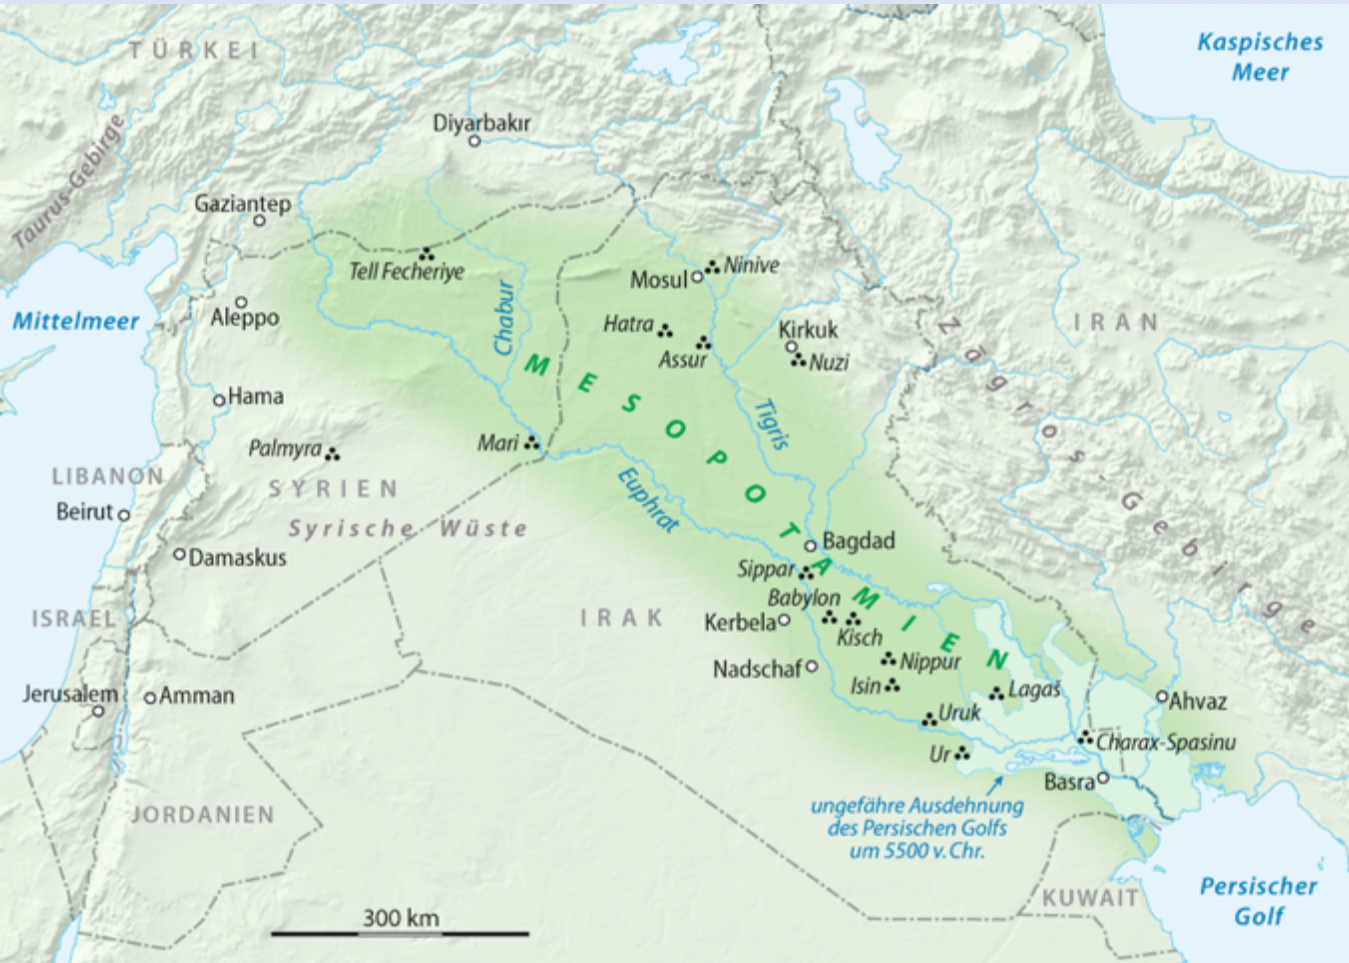 TÜRKEI
Kaspisches
Meer
Taurus-Gebirge
Diyarbakır
Gaziantep
Tell Fecheriye
Mosul
Ninive
Mittelmeer
Aleppo
Chabur
Hatra
Assur
Kirkuk
Nuzi
IRAN
Zagros-Gebirge
MESOPOTAMIEN
Hama
Palmyra
Mari
Tigris
LIBANON
SYRIEN
Euphrat
Beirut
Syrische Wüste
Damaskus
Bagdad
Sippar
Babylon
ISRAEL
IRAK
Kerbela
Kisch
Nadschaf
Nippur
Isin
Lagaš
Jerusalem
Amman
Uruk
Ahvaz
Ur
Charax-Spasinu
Basra
ungefähre Ausdehnung
des Persischen Golfs
um 5500 v. Chr.
JORDANIEN
KUWAIT
Persischer
Golf
300 km